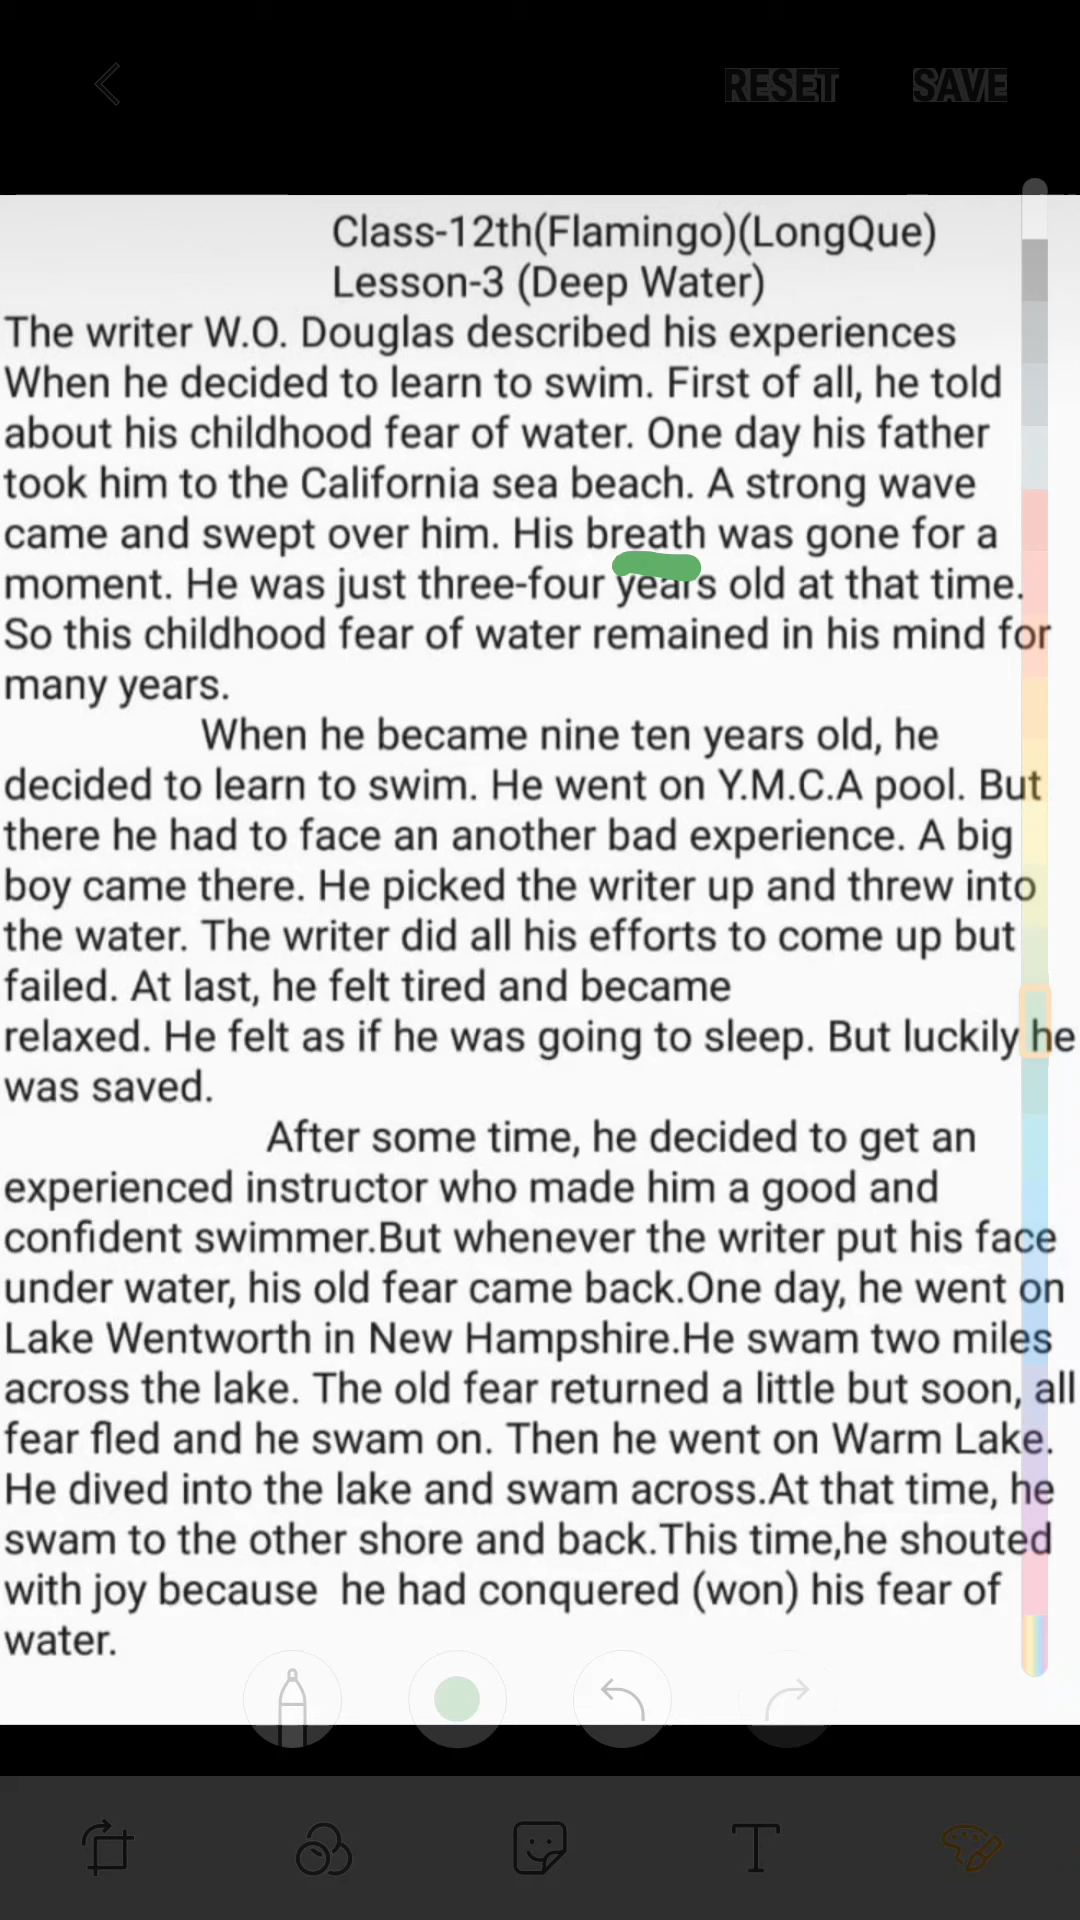 RESET SAVE
Class-12th(Flamingo)(LongQue)
Lesson-3 (Deep Water)
The writer W.O. Douglas described his experiences
When he decided to learn to swim. First of all, he told
about his childhood fear of water. One day his father
took him to the California sea beach. A strong wave
came and swept over him. His breath was gone for a
moment. He was just three-four years old at that time.
So this childhood fear of water remained in his mind for
many years.
When he became nine ten years old, he
decided to learn to swim. He went on Y.M.C.A pool. But
there he had to face an another bad experience. A big
boy came there. He picked the writer up and threw into
the water. The writer did all his efforts to come up but
failed. At last, he felt tired and became
relaxed. He felt as if he was going to sleep. But luckily he
was saved.
After some time, he decided to get an
experienced instructor who made him a good and
confident swimmer.But whenever the writer put his face
under water, his old fear came back.One day, he went on
Lake Wentworth in New Hampshire.He swam two miles
across the lake. The old fear returned a little but soon, all
fear fled and he swam on. Then he went on Warm Lake.
He dived into the lake and swam across.At that time, he
swam to the other shore and back.This time,he shouted
with joy because  he had conquered (won) his fear of
water.
T